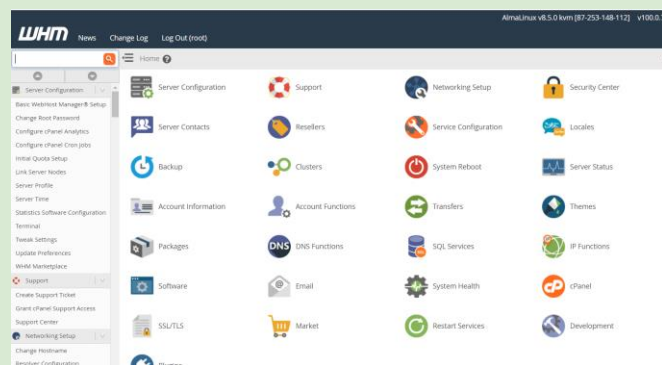 AlmaLinux v8.5.0 kvm [87-253-148-112] v100.0.
WHM News Change Log Log Out (root)
Home
Server Configuration
Basic WebHost Manager® Setup
Change Root Password
Configure cPanel Analytics
Configure cPanel Cron Jobs
Initial Quota Setup
Link Server Nodes
Server Profile
Server Time
Statistics Software Configuration
Terminal
Tweak Settings
Update Preferences
WHM Marketplace
Support
Create Support Ticket
Grant cPanel Support Access
Support Center
Networking Setup
Change Hostname
Resolver Configuration
Server Configuration Support Networking Setup Security Center
Server Contacts Resellers Service Configuration Locales
Backup Clusters System Reboot Server Status
Account Information Account Functions Transfers Themes
Packages DNS DNS Functions SQL Services IP Functions
Software Email System Health cPanel
SSL/TLS Market Restart Services Development
Plugins